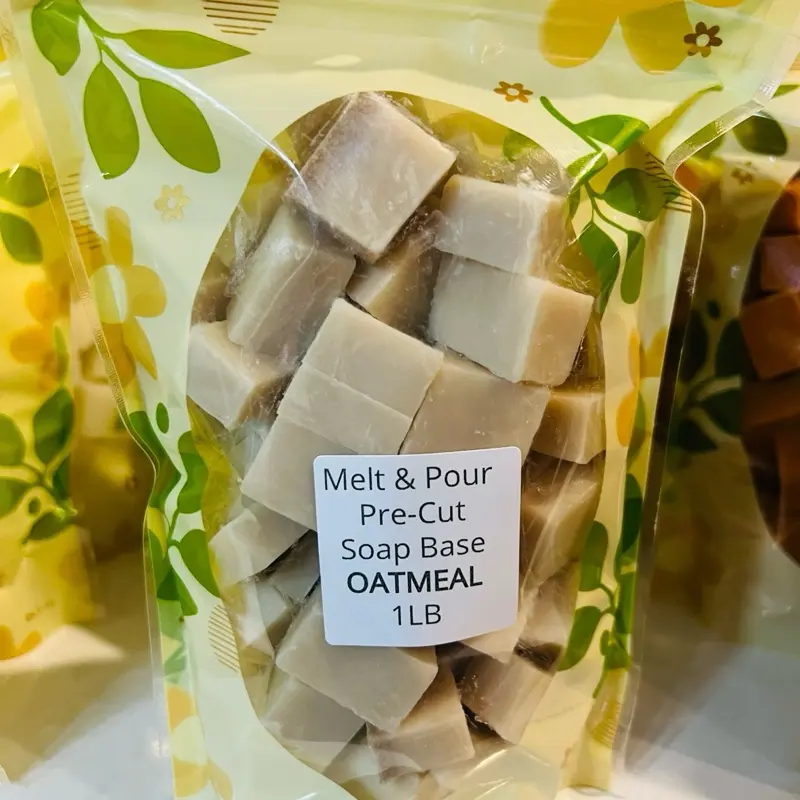 Melt & Pour
Pre-Cut
Soap Base
OATMEAL
1LB